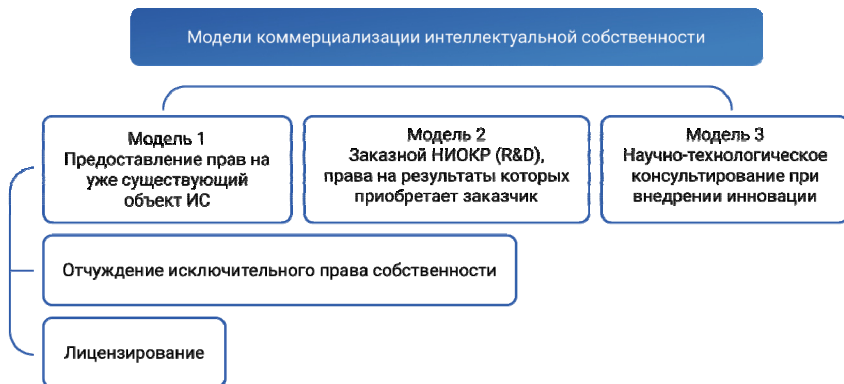 Модели коммерциализации интеллектуальной собственности
Модель 1
Предоставление прав на
уже существующий
объект ИС
Модель 2
Заказной НИОКР (R&D),
права на результаты которых
приобретает заказчик
Модель 3
Научно-технологическое
консультирование при
внедрении инновации
Отчуждение исключительного права собственности
Лицензирование